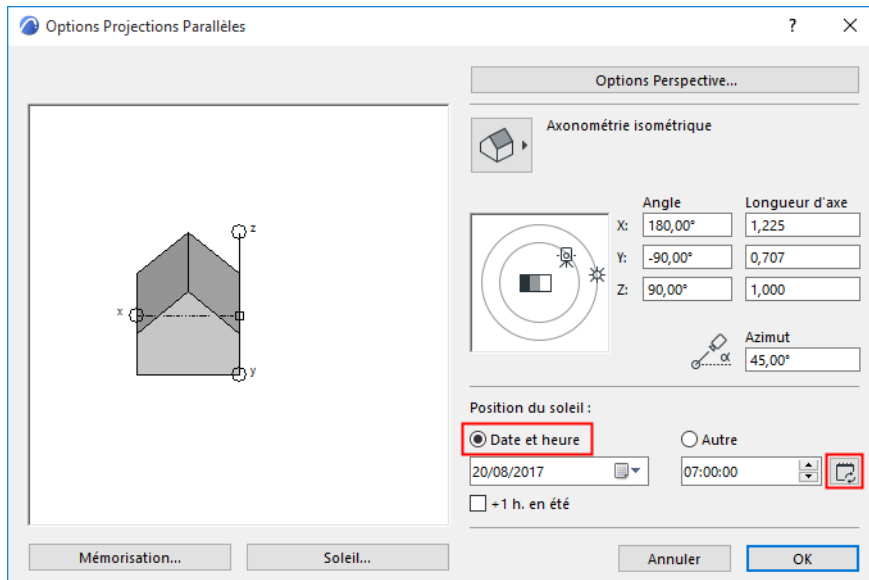 Options Projections Parallèles
?
Options Perspective...
Axonométrie isométrique
Angle Longueur d'axe
X: 180,00° 1,225
Y: -90,00° 0,707
Z: 90,00° 1,000
z
x
y
Azimut
α 45,00°
Position du soleil :
Date et heure Autre
20/08/2017 07:00:00
+1 h. en été
Mémorisation... Soleil... Annuler OK